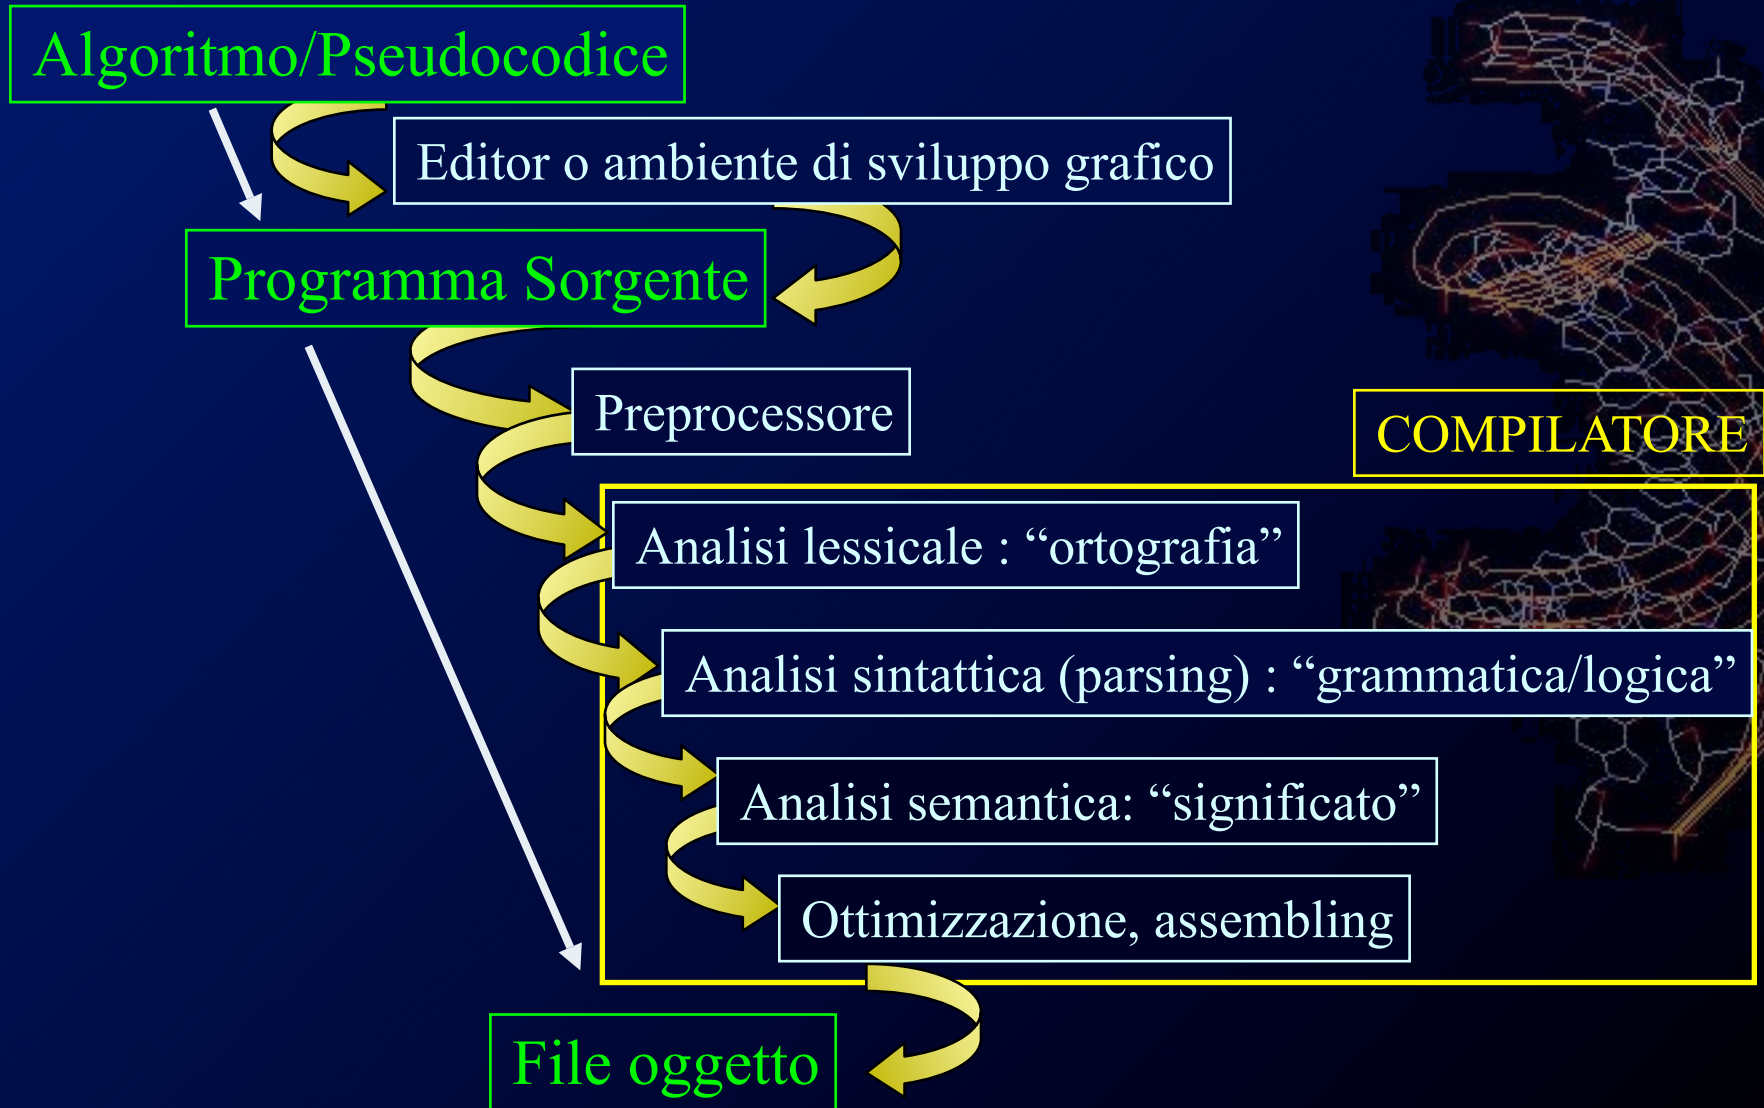 Algoritmo/Pseudocodice
Editor o ambiente di sviluppo grafico
Programma Sorgente
Preprocessore
COMPILATORE
Analisi lessicale : “ortografia”
Analisi sintattica (parsing) : “grammatica/logica”
Analisi semantica: “significato”
Ottimizzazione, assembling
File oggetto